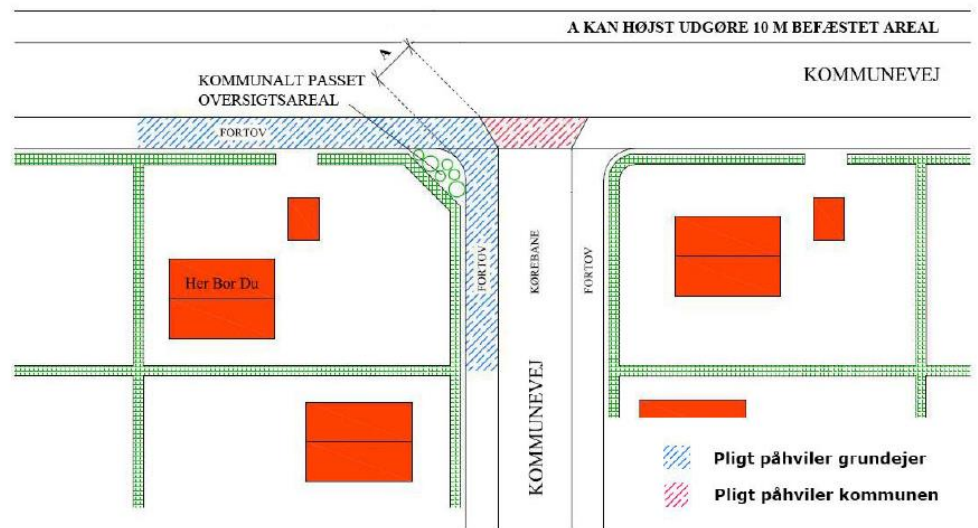 A KAN HØJST UDGØRE 10 M BEFÆSTET AREAL
A
KOMMUNEVEJ
KOMMUNALT PASSET
OVERSIGTSAREAL
FORTOV
Her Bor Du
FORTOV
KØREBANE
FORTOV
KOMMUNEVEJ
Pligt påhviler grundejer
Pligt påhviler kommunen